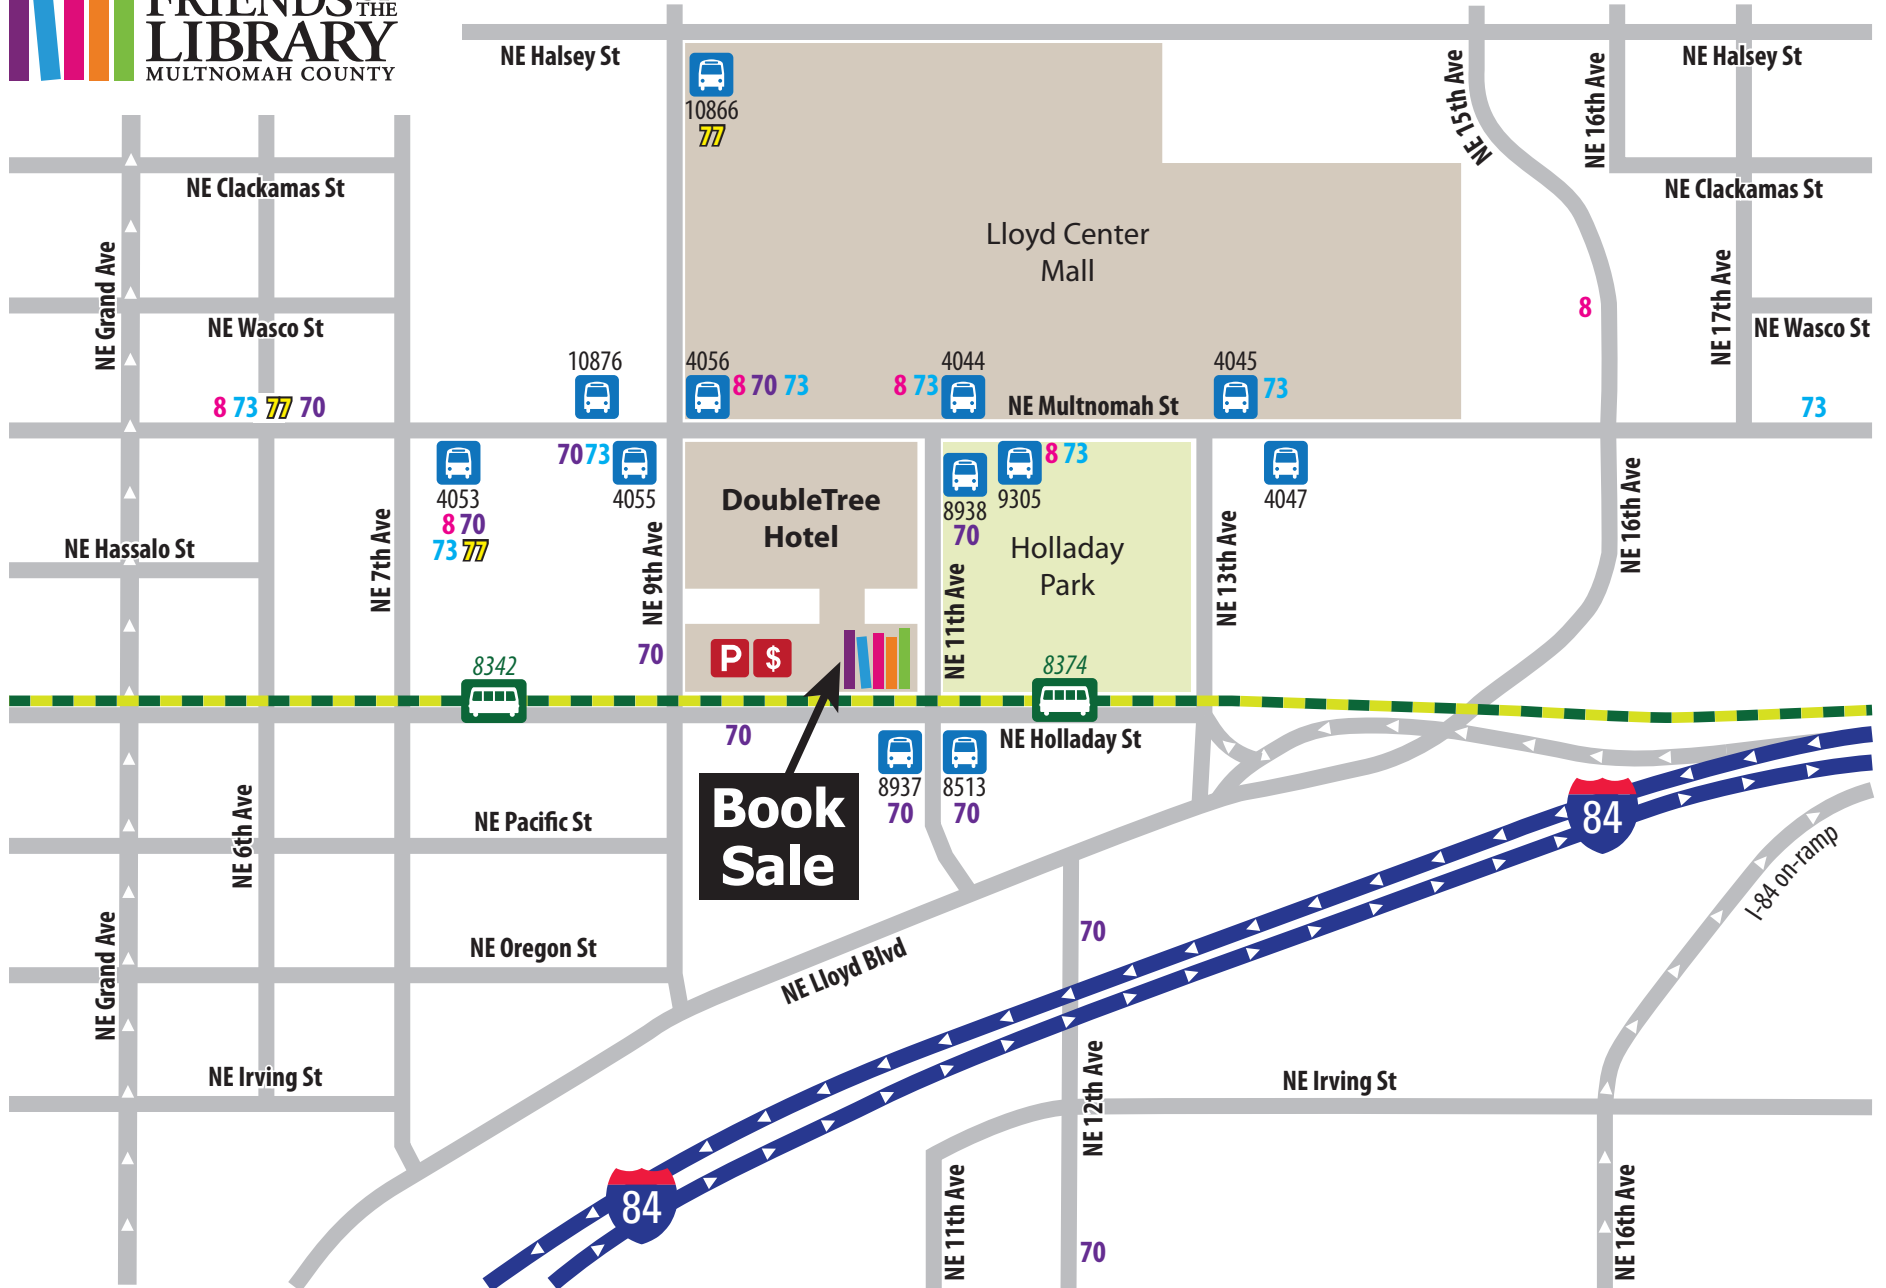 FRIENDS OF THE
LIBRARY
MULTNOMAH COUNTY
NE Halsey St
NE Halsey St
10866
77
NE 15th Ave
NE 16th Ave
NE Clackamas St
NE Clackamas St
Lloyd Center
Mall
NE Grand Ave
NE 17th Ave
8
NE Wasco St
NE Wasco St
10876
4056
8 70 73
4044
8 73
4045
73
8 73 77 70
NE Multnomah St
73
4053
8 70
73 77
70 73
4055
DoubleTree
Hotel
8938
70
9305
8 73
4047
Holladay
Park
NE Hassalo St
NE 7th Ave
NE 9th Ave
NE 11th Ave
NE 13th Ave
NE 16th Ave
70
P $
8342
8374
70
NE Holladay St
8937
70
8513
70
Book
Sale
NE 6th Ave
NE Pacific St
84
I-84 on-ramp
NE Grand Ave
NE Oregon St
NE Lloyd Blvd
70
NE Irving St
NE 12th Ave
NE Irving St
84
NE 11th Ave
70
NE 16th Ave